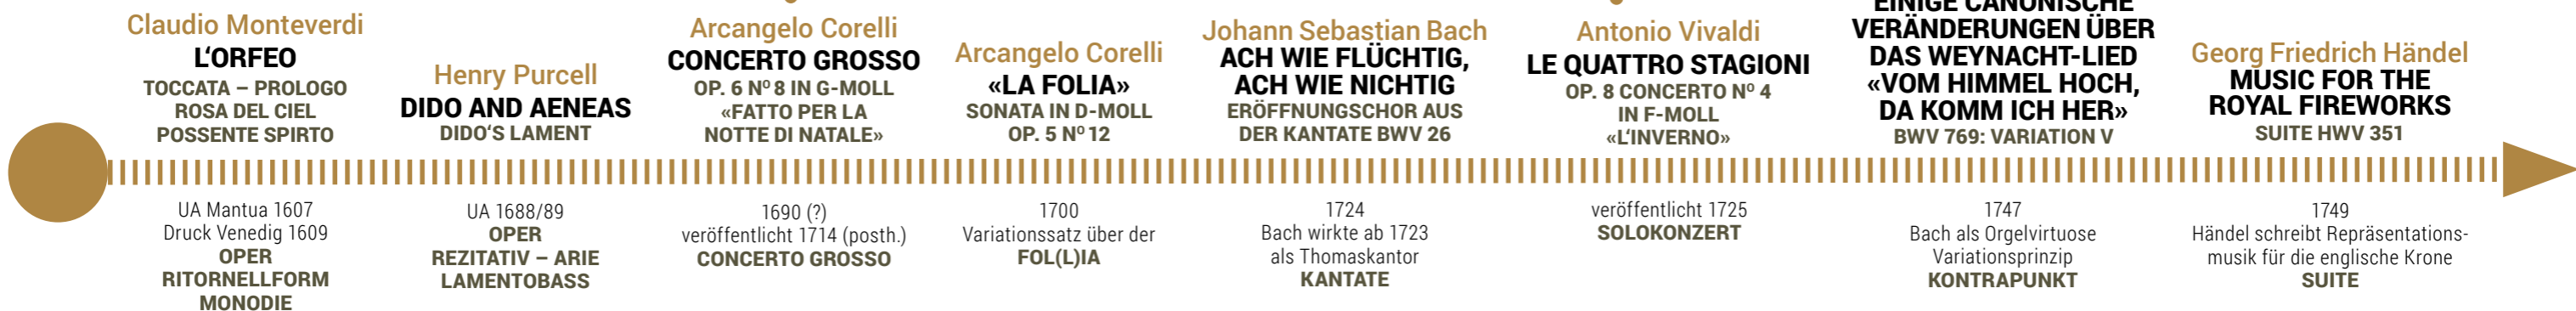 Claudio Monteverdi
L‘ORFEO
TOCCATA – PROLOGO
ROSA DEL CIEL
POSSENTE SPIRTO
UA Mantua 1607
Druck Venedig 1609
OPER
RITORNELLFORM
MONODIE
Henry Purcell
DIDO AND AENEAS
DIDO‘S LAMENT
UA 1688/89
OPER
REZITATIV – ARIE
LAMENTOBASS
Arcangelo Corelli
CONCERTO GROSSO
OP. 6 Nº 8 IN G-MOLL
«FATTO PER LA
NOTTE DI NATALE»
1690 (?)
veröffentlicht 1714 (posth.)
CONCERTO GROSSO
Arcangelo Corelli
«LA FOLIA»
SONATA IN D-MOLL
OP. 5 Nº 12
1700
Variationssatz über der
FOL(L)IA
Johann Sebastian Bach
ACH WIE FLÜCHTIG,
ACH WIE NICHTIG
ERÖFFNUNGSCHOR AUS
DER KANTATE BWV 26
1724
Bach wirkte ab 1723
als Thomaskantor
KANTATE
Antonio Vivaldi
LE QUATTRO STAGIONI
OP. 8 CONCERTO Nº 4
IN F-MOLL
«L‘INVERNO»
veröffentlicht 1725
SOLOKONZERT
EINIGE CANONISCHE
VERÄNDERUNGEN ÜBER
DAS WEYNACHT-LIED
«VOM HIMMEL HOCH,
DA KOMM ICH HER»
BWV 769: VARIATION V
1747
Bach als Orgelvirtuose
Variationsprinzip
KONTRAPUNKT
Georg Friedrich Händel
MUSIC FOR THE
ROYAL FIREWORKS
SUITE HWV 351
1749
Händel schreibt Repräsentations-
musik für die englische Krone
SUITE